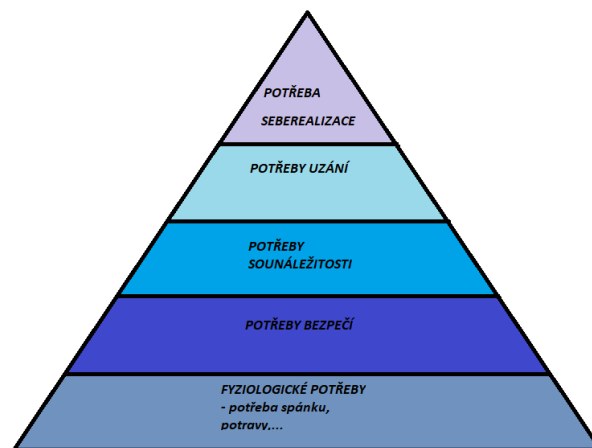 POTŘEBA
SEBEREALIZACE
POTŘEBY UZÁNÍ
POTŘEBY
SOUNÁLEŽITOSTI
POTŘEBY BEZPEČÍ
FYZIOLOGICKÉ POTŘEBY
- potřeba spánku,
potravy,...